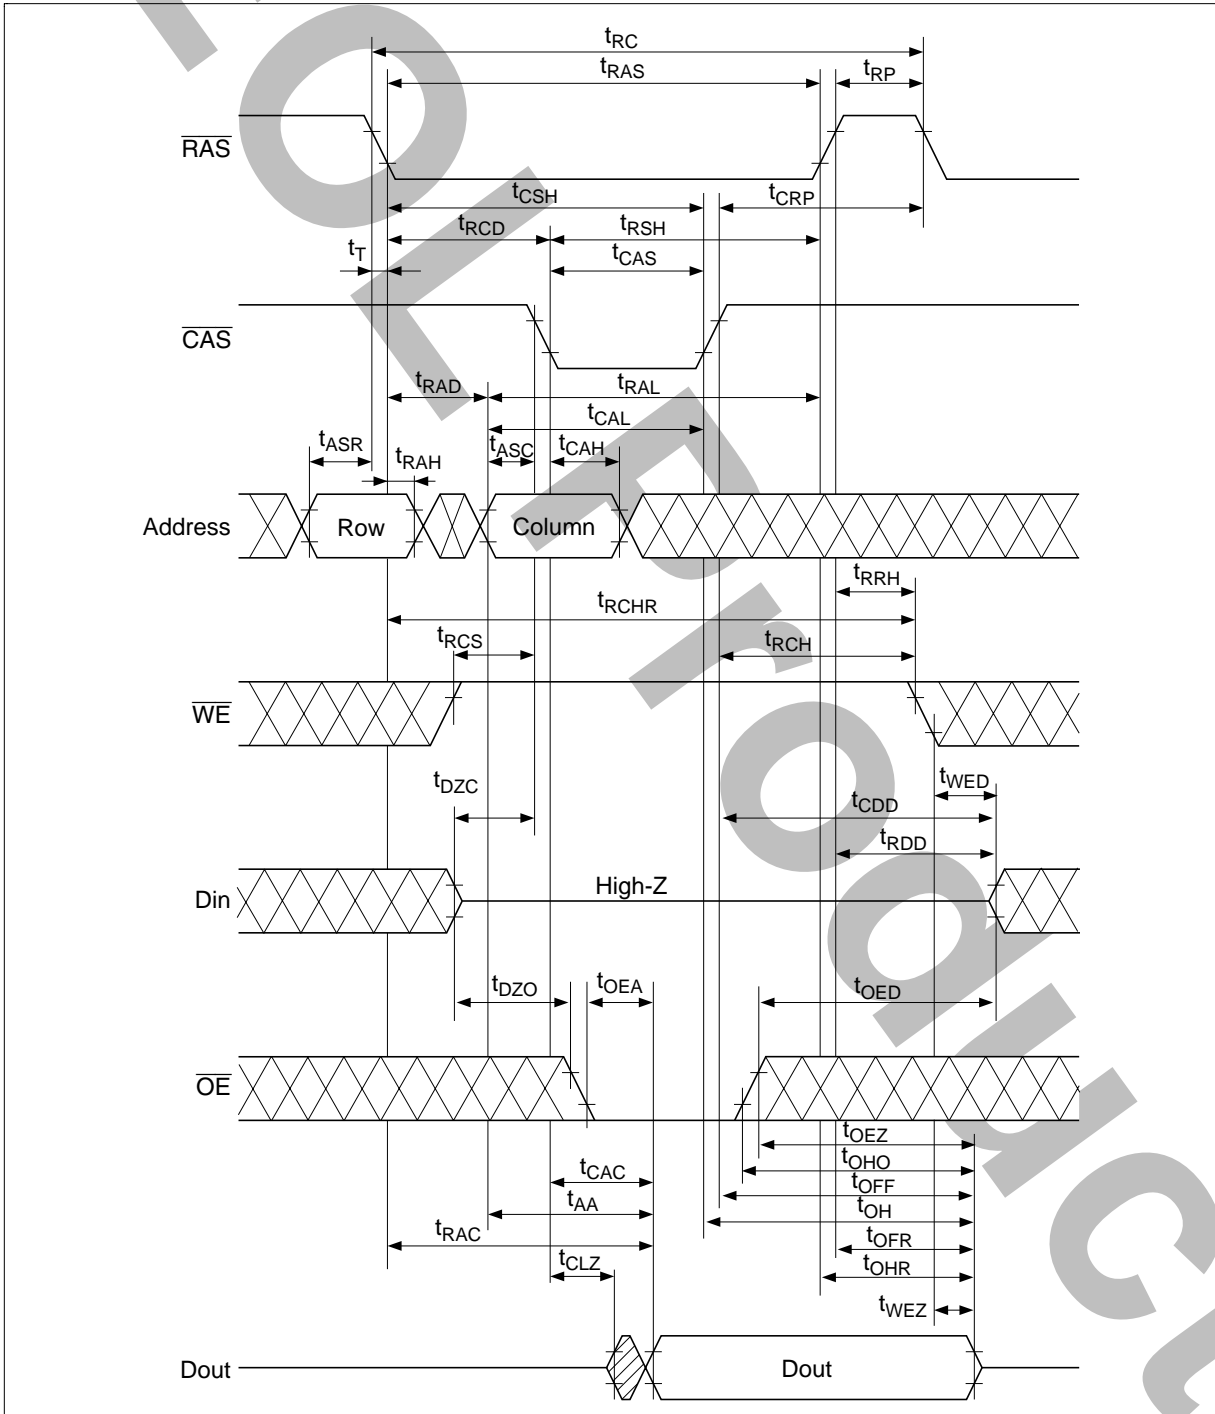 tRC
tRAS tRP
RAS
tCSH tCRP
tRCD tRSH
tT tCAS
CAS
tRAD tRAL
tCAL
tASR tASC tCAH
tRAH
Address Row Column
tRRH
tRCHR
tRCS tRCH
WE
tDZC tWED
tCDD
tRDD
Din High-Z
tDZO tOEA tOED
OE
tOEZ
tCAC tOHO
tOFF
tAA tOH
tRAC tOFR
tCLZ tOHR
tWEZ
Dout Dout
OL Product